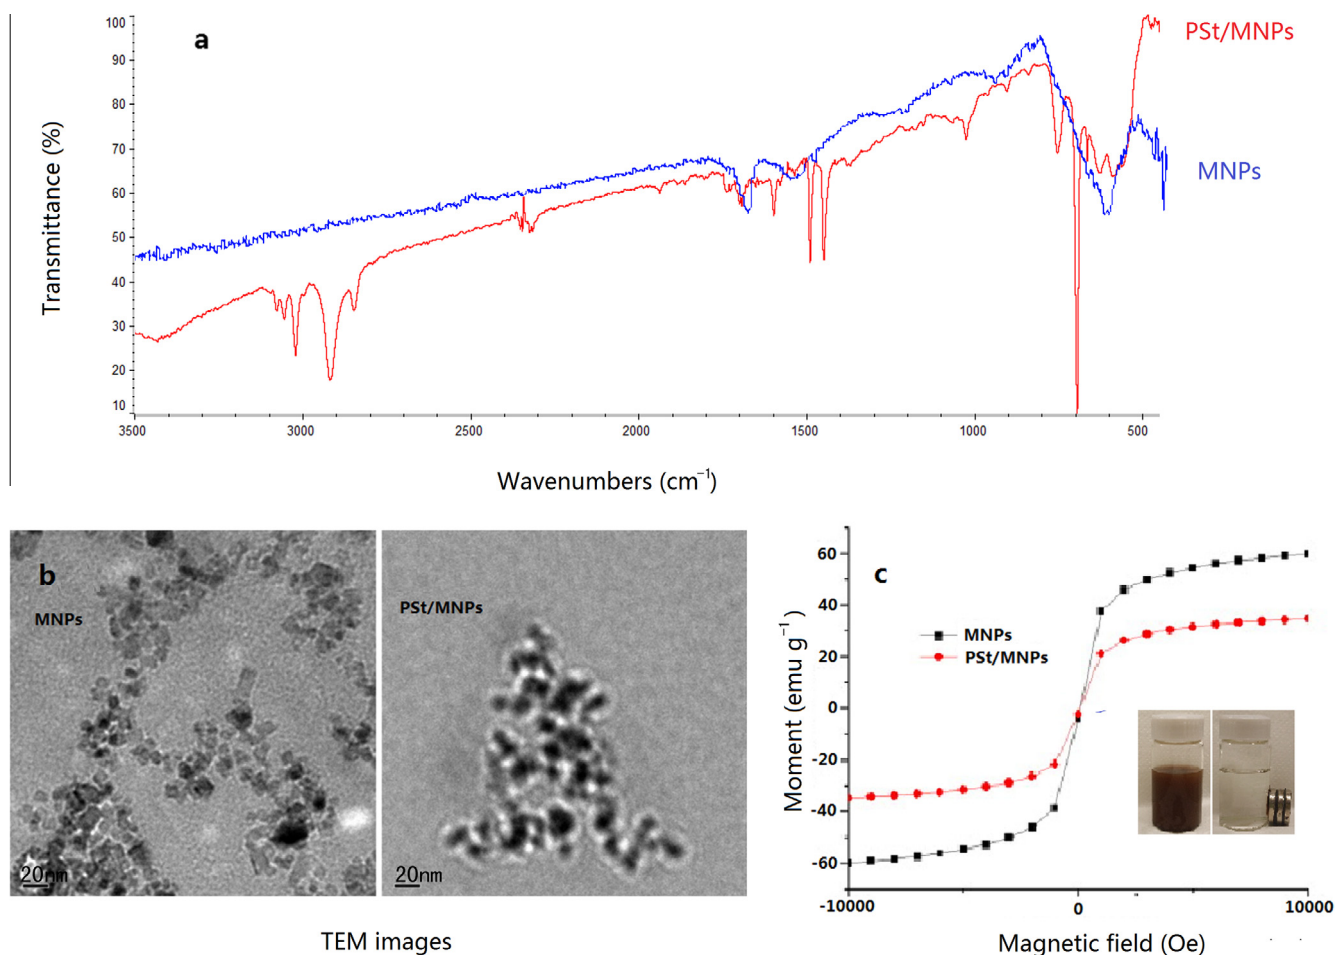 a
PSt/MNPs
MNPs
Transmittance (%)
100
90
80
70
60
50
40
30
20
10
3500 3000 2500 2000 1500 1000 500
Wavenumbers (cm⁻¹)
b
MNPs
20nm
PSt/MNPs
20nm
TEM images
c
Moment (emu g⁻¹)
60
40
20
0
-20
-40
-60
MNPs
PSt/MNPs
-10000 0 10000
Magnetic field (Oe)